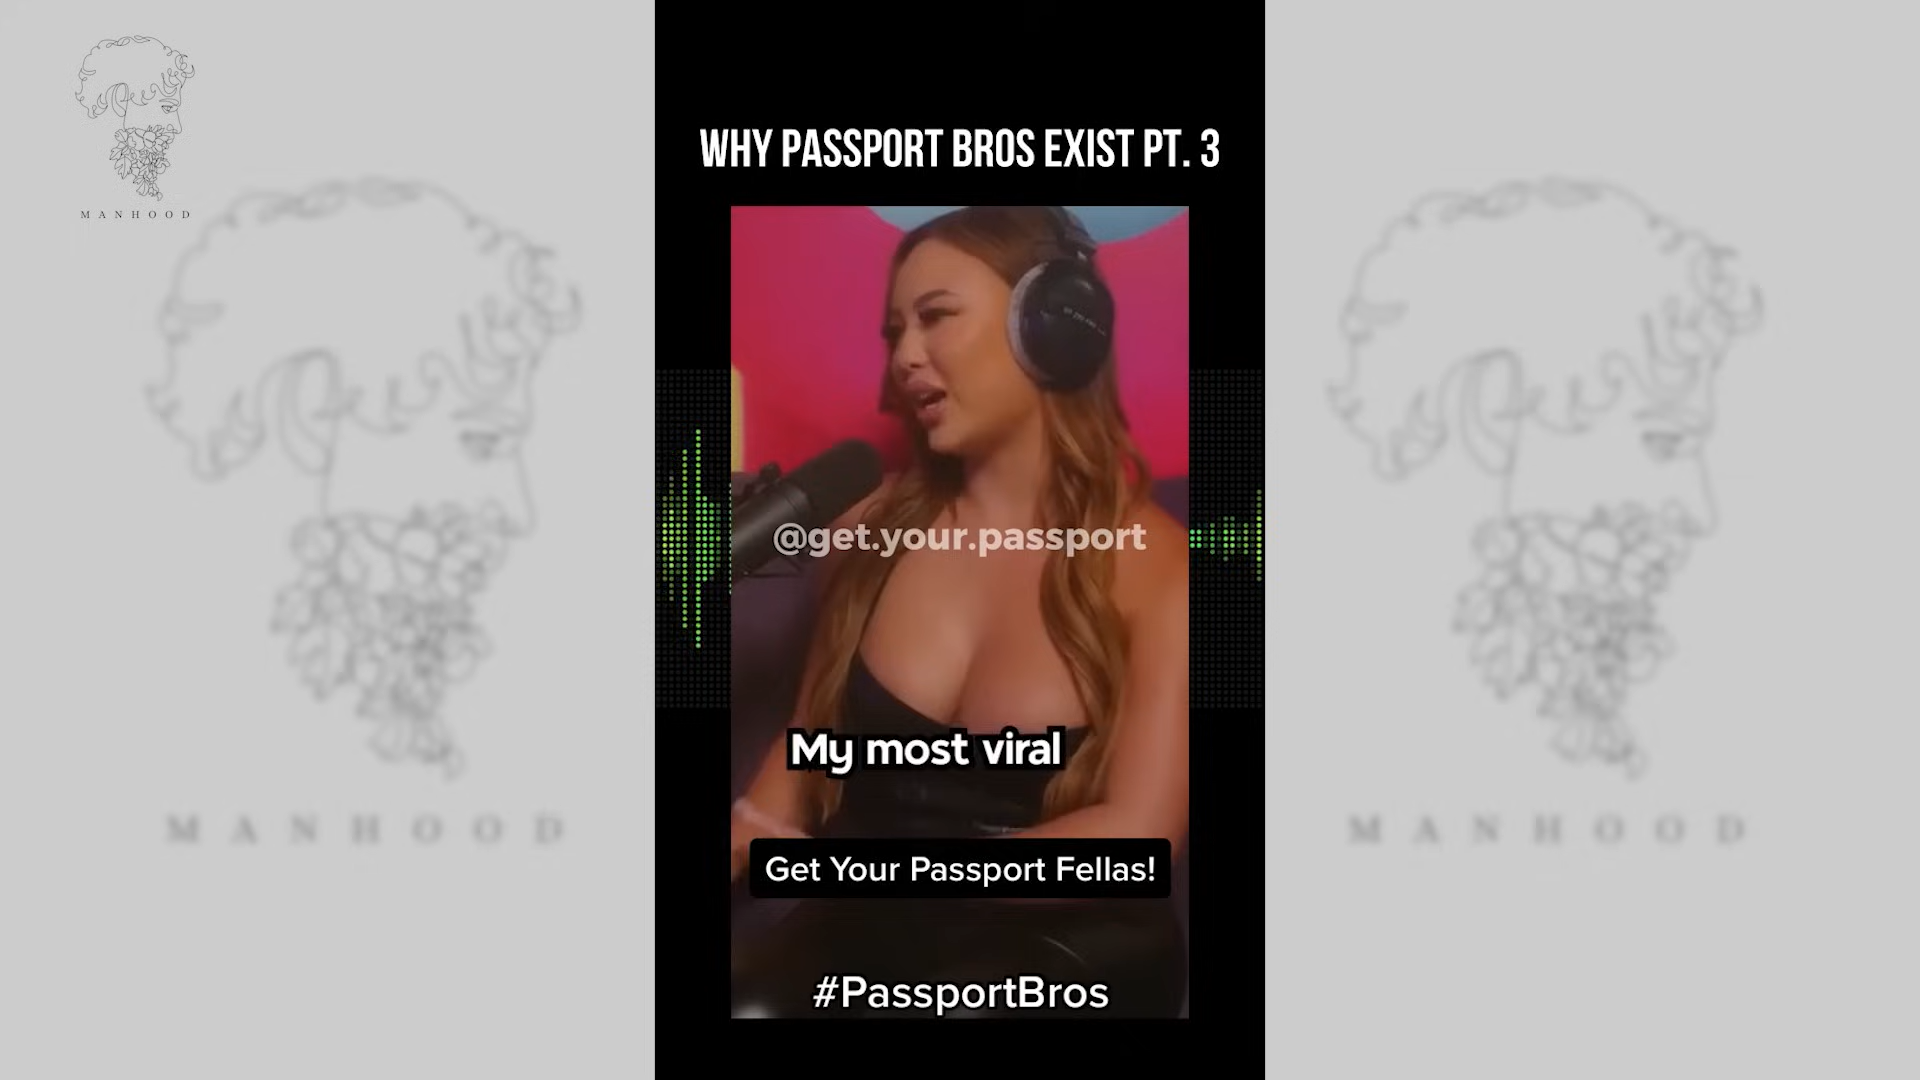 MANHOOD
WHY PASSPORT BROS EXIST PT. 3
@get.your.passport
My most viral
Get Your Passport Fellas!
#PassportBros
MANHOOD
MANHOOD